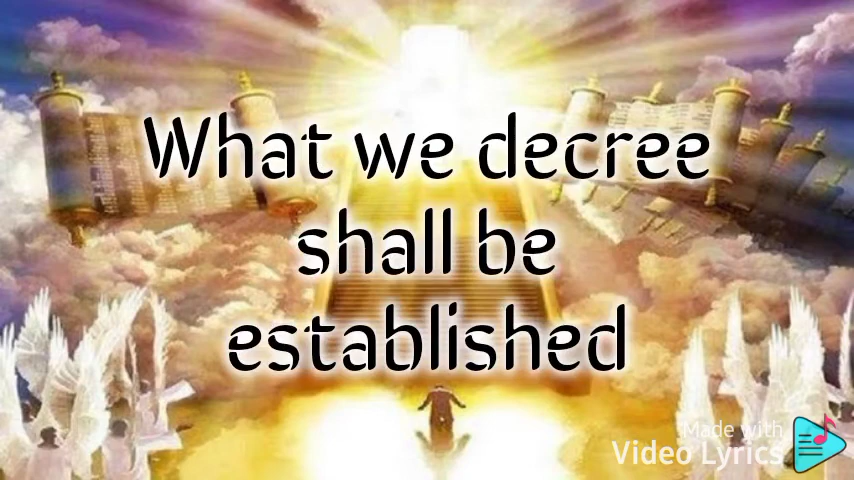 What we decree
shall be
established
Made with
Video Lyrics